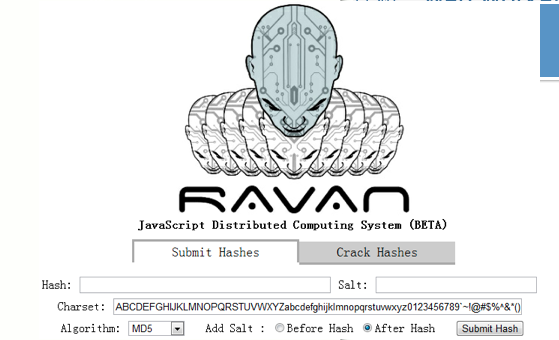 RAVAN
JavaScript Distributed Computing System (BETA)
Submit Hashes Crack Hashes
Hash: Salt:
Charset: ABCDEFGHIJKLMNOPQRSTUVWXYZabcdefghijklmnopqrstuvwxyz0123456789`~!@#$%^&*()
Algorithm: MD5 Add Salt : Before Hash After Hash Submit Hash